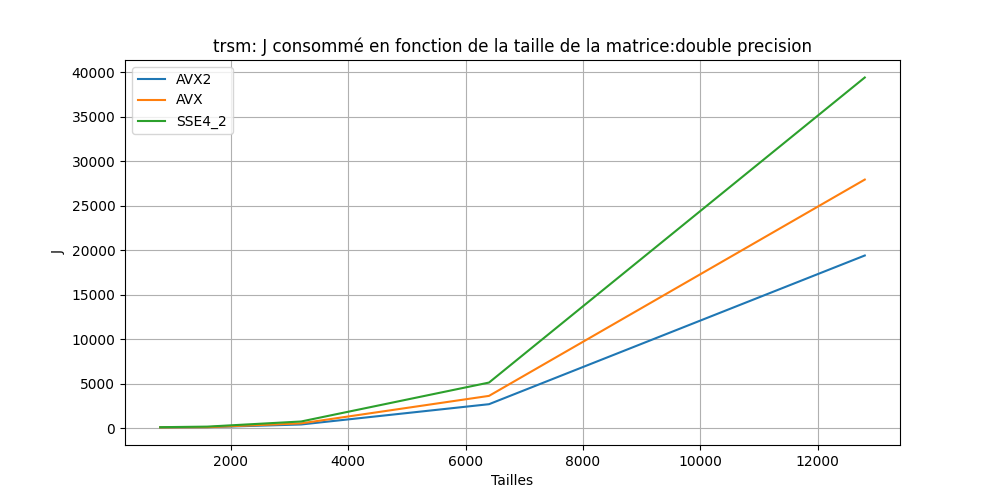 trsm: J consommé en fonction de la taille de la matrice:double precision
AVX2
AVX
SSE4_2
40000
35000
30000
25000
20000
15000
10000
5000
0
J
2000 4000 6000 8000 10000 12000
Tailles